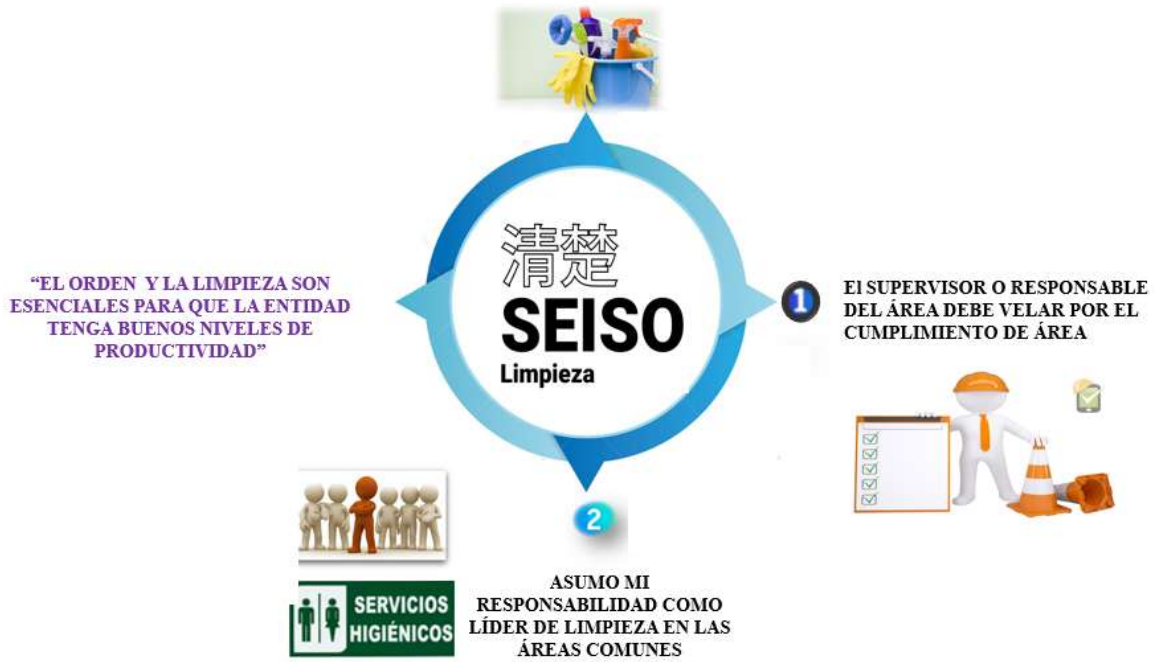 清楚
SEISO
Limpieza
“EL ORDEN Y LA LIMPIEZA SON
ESENCIALES PARA QUE LA ENTIDAD
TENGA BUENOS NIVELES DE
PRODUCTIVIDAD”
1
El SUPERVISOR O RESPONSABLE
DEL ÁREA DEBE VELAR POR EL
CUMPLIMIENTO DE ÁREA
2
ASUMO MI
RESPONSABILIDAD COMO
LÍDER DE LIMPIEZA EN LAS
ÁREAS COMUNES
SERVICIOS
HIGIÉNICOS